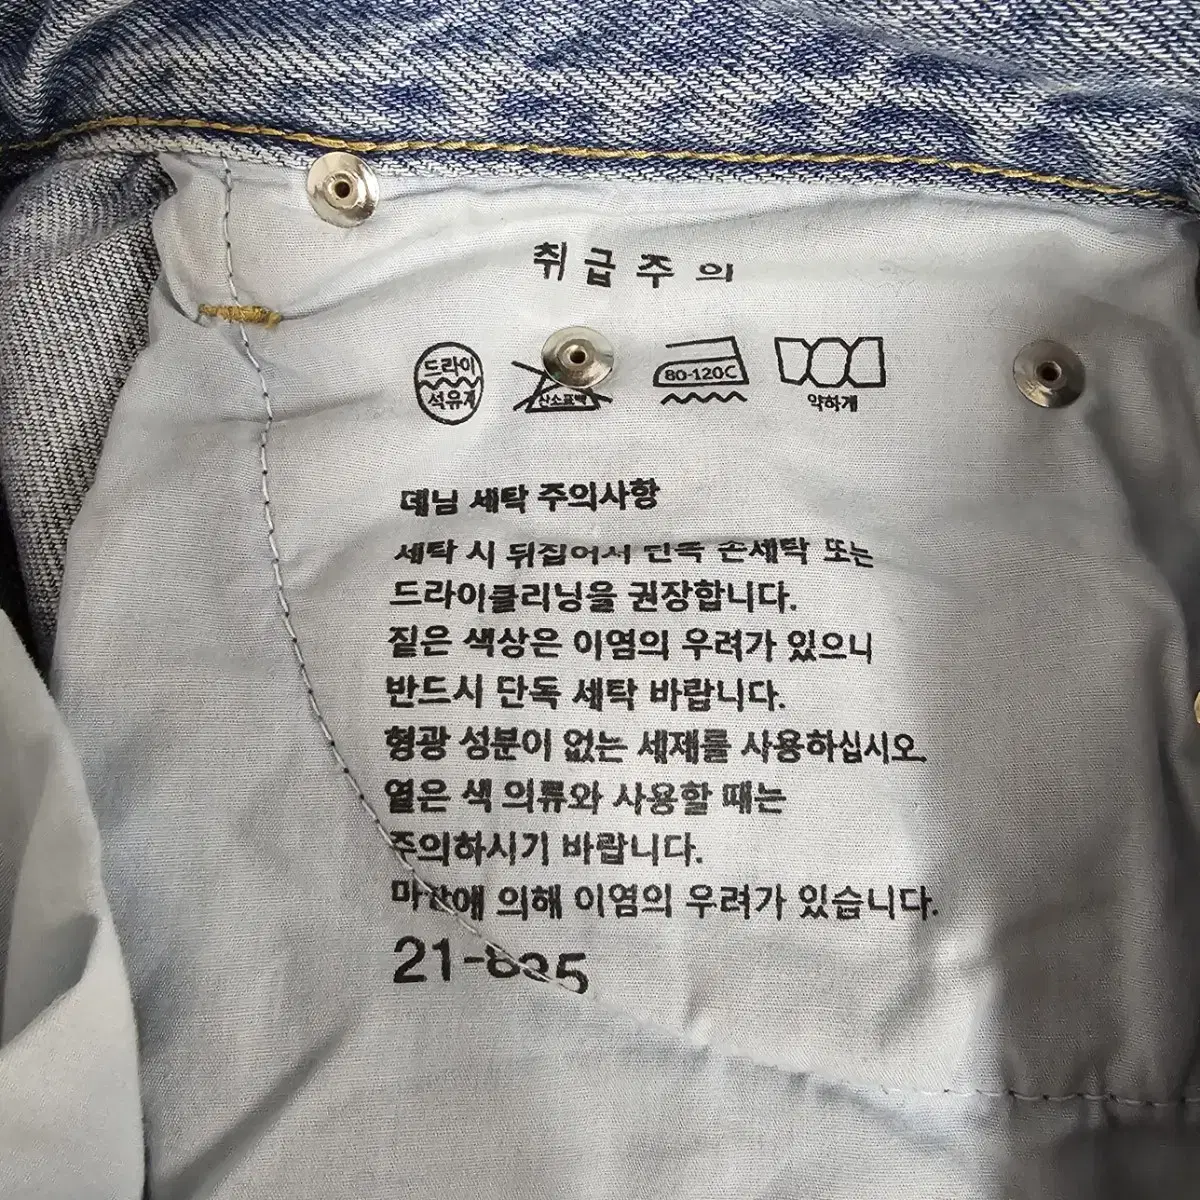 취급주의
드라이
석유계
산소표백
80-120C
약하게
데님 세탁 주의사항
세탁 시 뒤집어서 단독 손세탁 또는
드라이클리닝을 권장합니다.
짙은 색상은 이염의 우려가 있으니
반드시 단독 세탁 바랍니다.
형광 성분이 없는 세제를 사용하십시오.
옅은 색 의류와 사용할 때는
주의하시기 바랍니다.
마찰에 의해 이염의 우려가 있습니다.